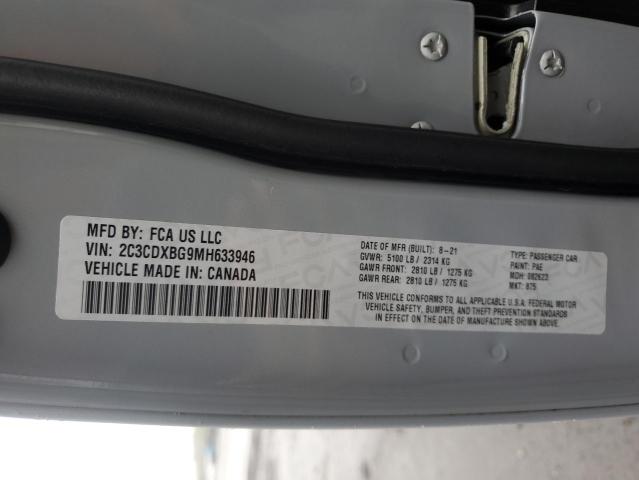 MFD BY: FCA US LLC
VIN: 2C3CDXBG9MH633946
VEHICLE MADE IN: CANADA
DATE OF MFR (BUILT): 8-21
GVWR: 5100 LB / 2314 KG
GAWR FRONT: 2810 LB / 1275 KG
GAWR REAR: 2810 LB / 1275 KG
TYPE: PASSENGER CAR
PAINT: PAE
MDH: 082623
MKT: 875
THIS VEHICLE CONFORMS TO ALL APPLICABLE U.S.A. FEDERAL MOTOR
VEHICLE SAFETY, BUMPER, AND THEFT PREVENTION STANDARDS
IN EFFECT ON THE DATE OF MANUFACTURE SHOWN ABOVE.